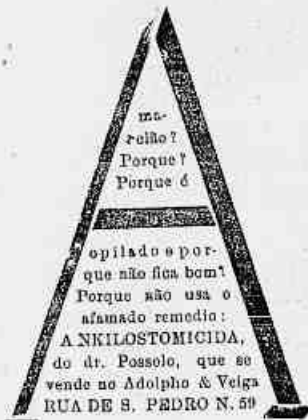 A
ma-
rello?
Porque?
Porque é
opilado e por-
que não fica bom?
Porque não usa o
afamado remedio:
ANKILOSTOMICIDA,
do dr. Possolo, que se
vende no Adolpho & Veiga
RUA DE S. PEDRO N. 59